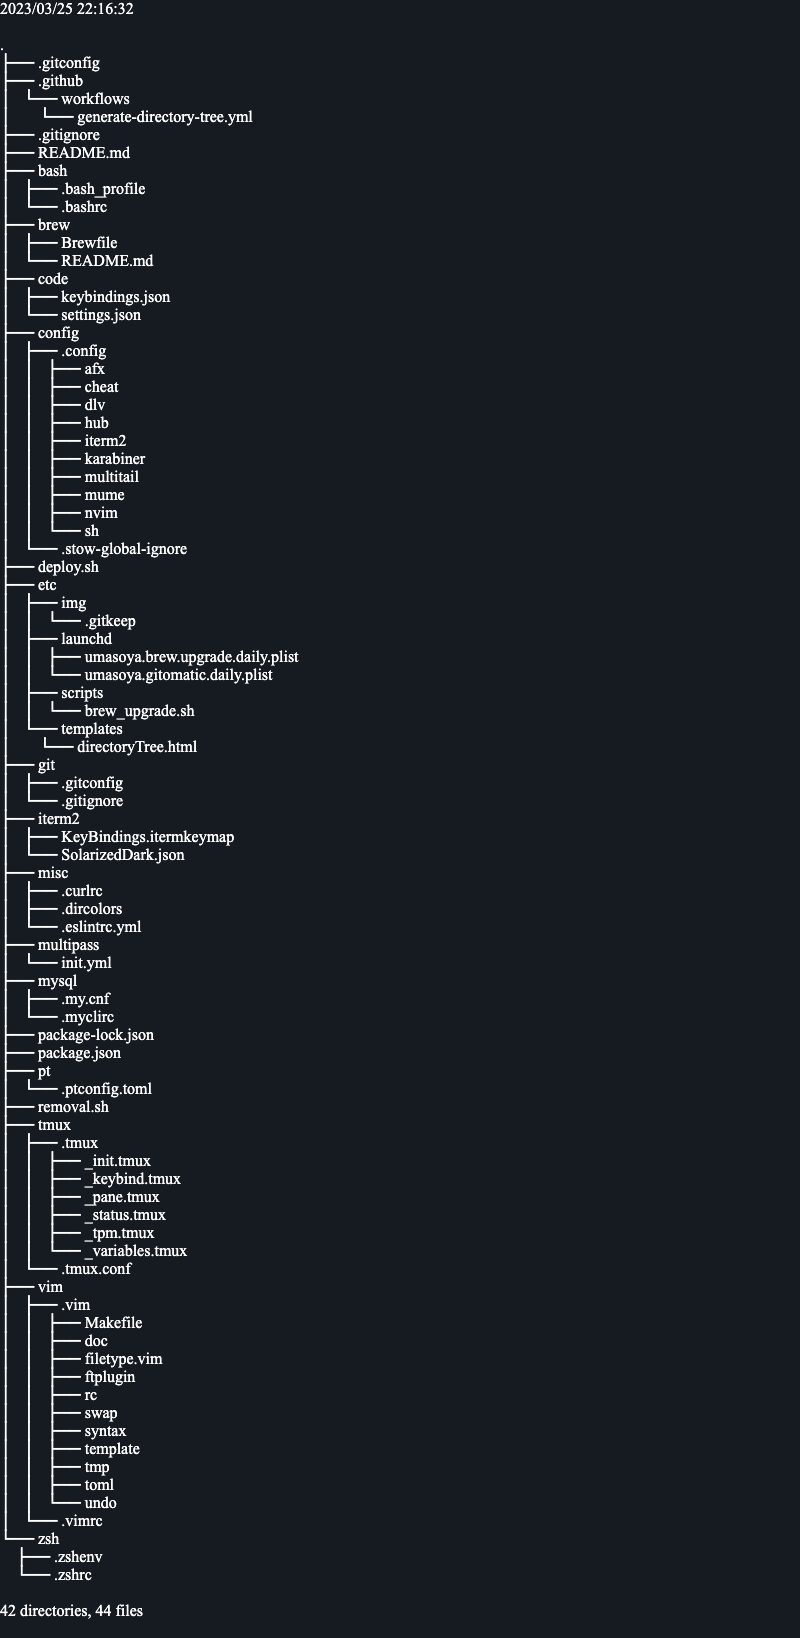 2023/03/25 22:16:32
.
├── .gitconfig
├── .github
│   └── workflows
│       └── generate-directory-tree.yml
├── .gitignore
├── README.md
├── bash
│   ├── .bash_profile
│   └── .bashrc
├── brew
│   ├── Brewfile
│   └── README.md
├── code
│   ├── keybindings.json
│   └── settings.json
├── config
│   ├── .config
│   │   ├── afx
│   │   ├── cheat
│   │   ├── dlv
│   │   ├── hub
│   │   ├── iterm2
│   │   ├── karabiner
│   │   ├── multitail
│   │   ├── mume
│   │   ├── nvim
│   │   └── sh
│   └── .stow-global-ignore
├── deploy.sh
├── etc
│   ├── img
│   │   └── .gitkeep
│   ├── launchd
│   │   ├── umasoya.brew.upgrade.daily.plist
│   │   └── umasoya.gitomatic.daily.plist
│   ├── scripts
│   │   └── brew_upgrade.sh
│   └── templates
│       └── directoryTree.html
├── git
│   ├── .gitconfig
│   └── .gitignore
├── iterm2
│   ├── KeyBindings.itermkeymap
│   └── SolarizedDark.json
├── misc
│   ├── .curlrc
│   ├── .dircolors
│   └── .eslintrc.yml
├── multipass
│   └── init.yml
├── mysql
│   ├── .my.cnf
│   └── .myclirc
├── package-lock.json
├── package.json
├── pt
│   └── .ptconfig.toml
├── removal.sh
├── tmux
│   ├── .tmux
│   │   ├── _init.tmux
│   │   ├── _keybind.tmux
│   │   ├── _pane.tmux
│   │   ├── _status.tmux
│   │   ├── _tpm.tmux
│   │   └── _variables.tmux
│   └── .tmux.conf
├── vim
│   ├── .vim
│   │   ├── Makefile
│   │   ├── doc
│   │   ├── filetype.vim
│   │   ├── ftplugin
│   │   ├── rc
│   │   ├── swap
│   │   ├── syntax
│   │   ├── template
│   │   ├── tmp
│   │   ├── toml
│   │   └── undo
│   └── .vimrc
└── zsh
    ├── .zshenv
    └── .zshrc
42 directories, 44 files